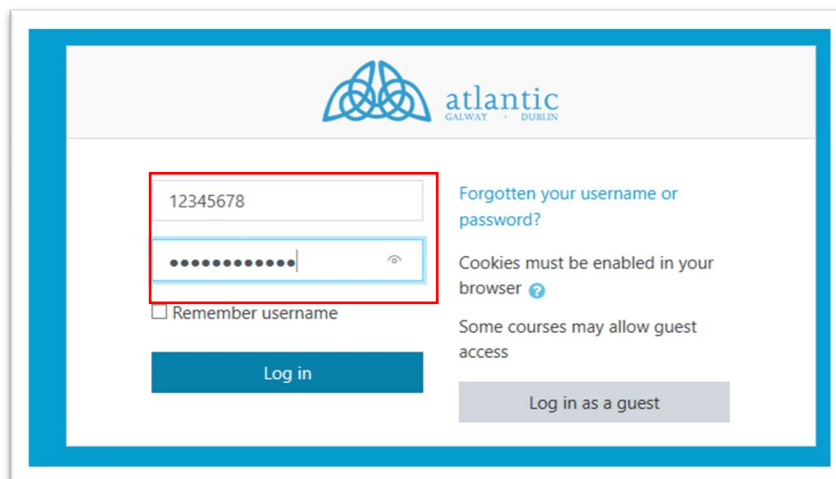 atlantic
GALWAY · DUBLIN
12345678
Remember username
Log in
Forgotten your username or
password?
Cookies must be enabled in your
browser ?
Some courses may allow guest
access
Log in as a guest